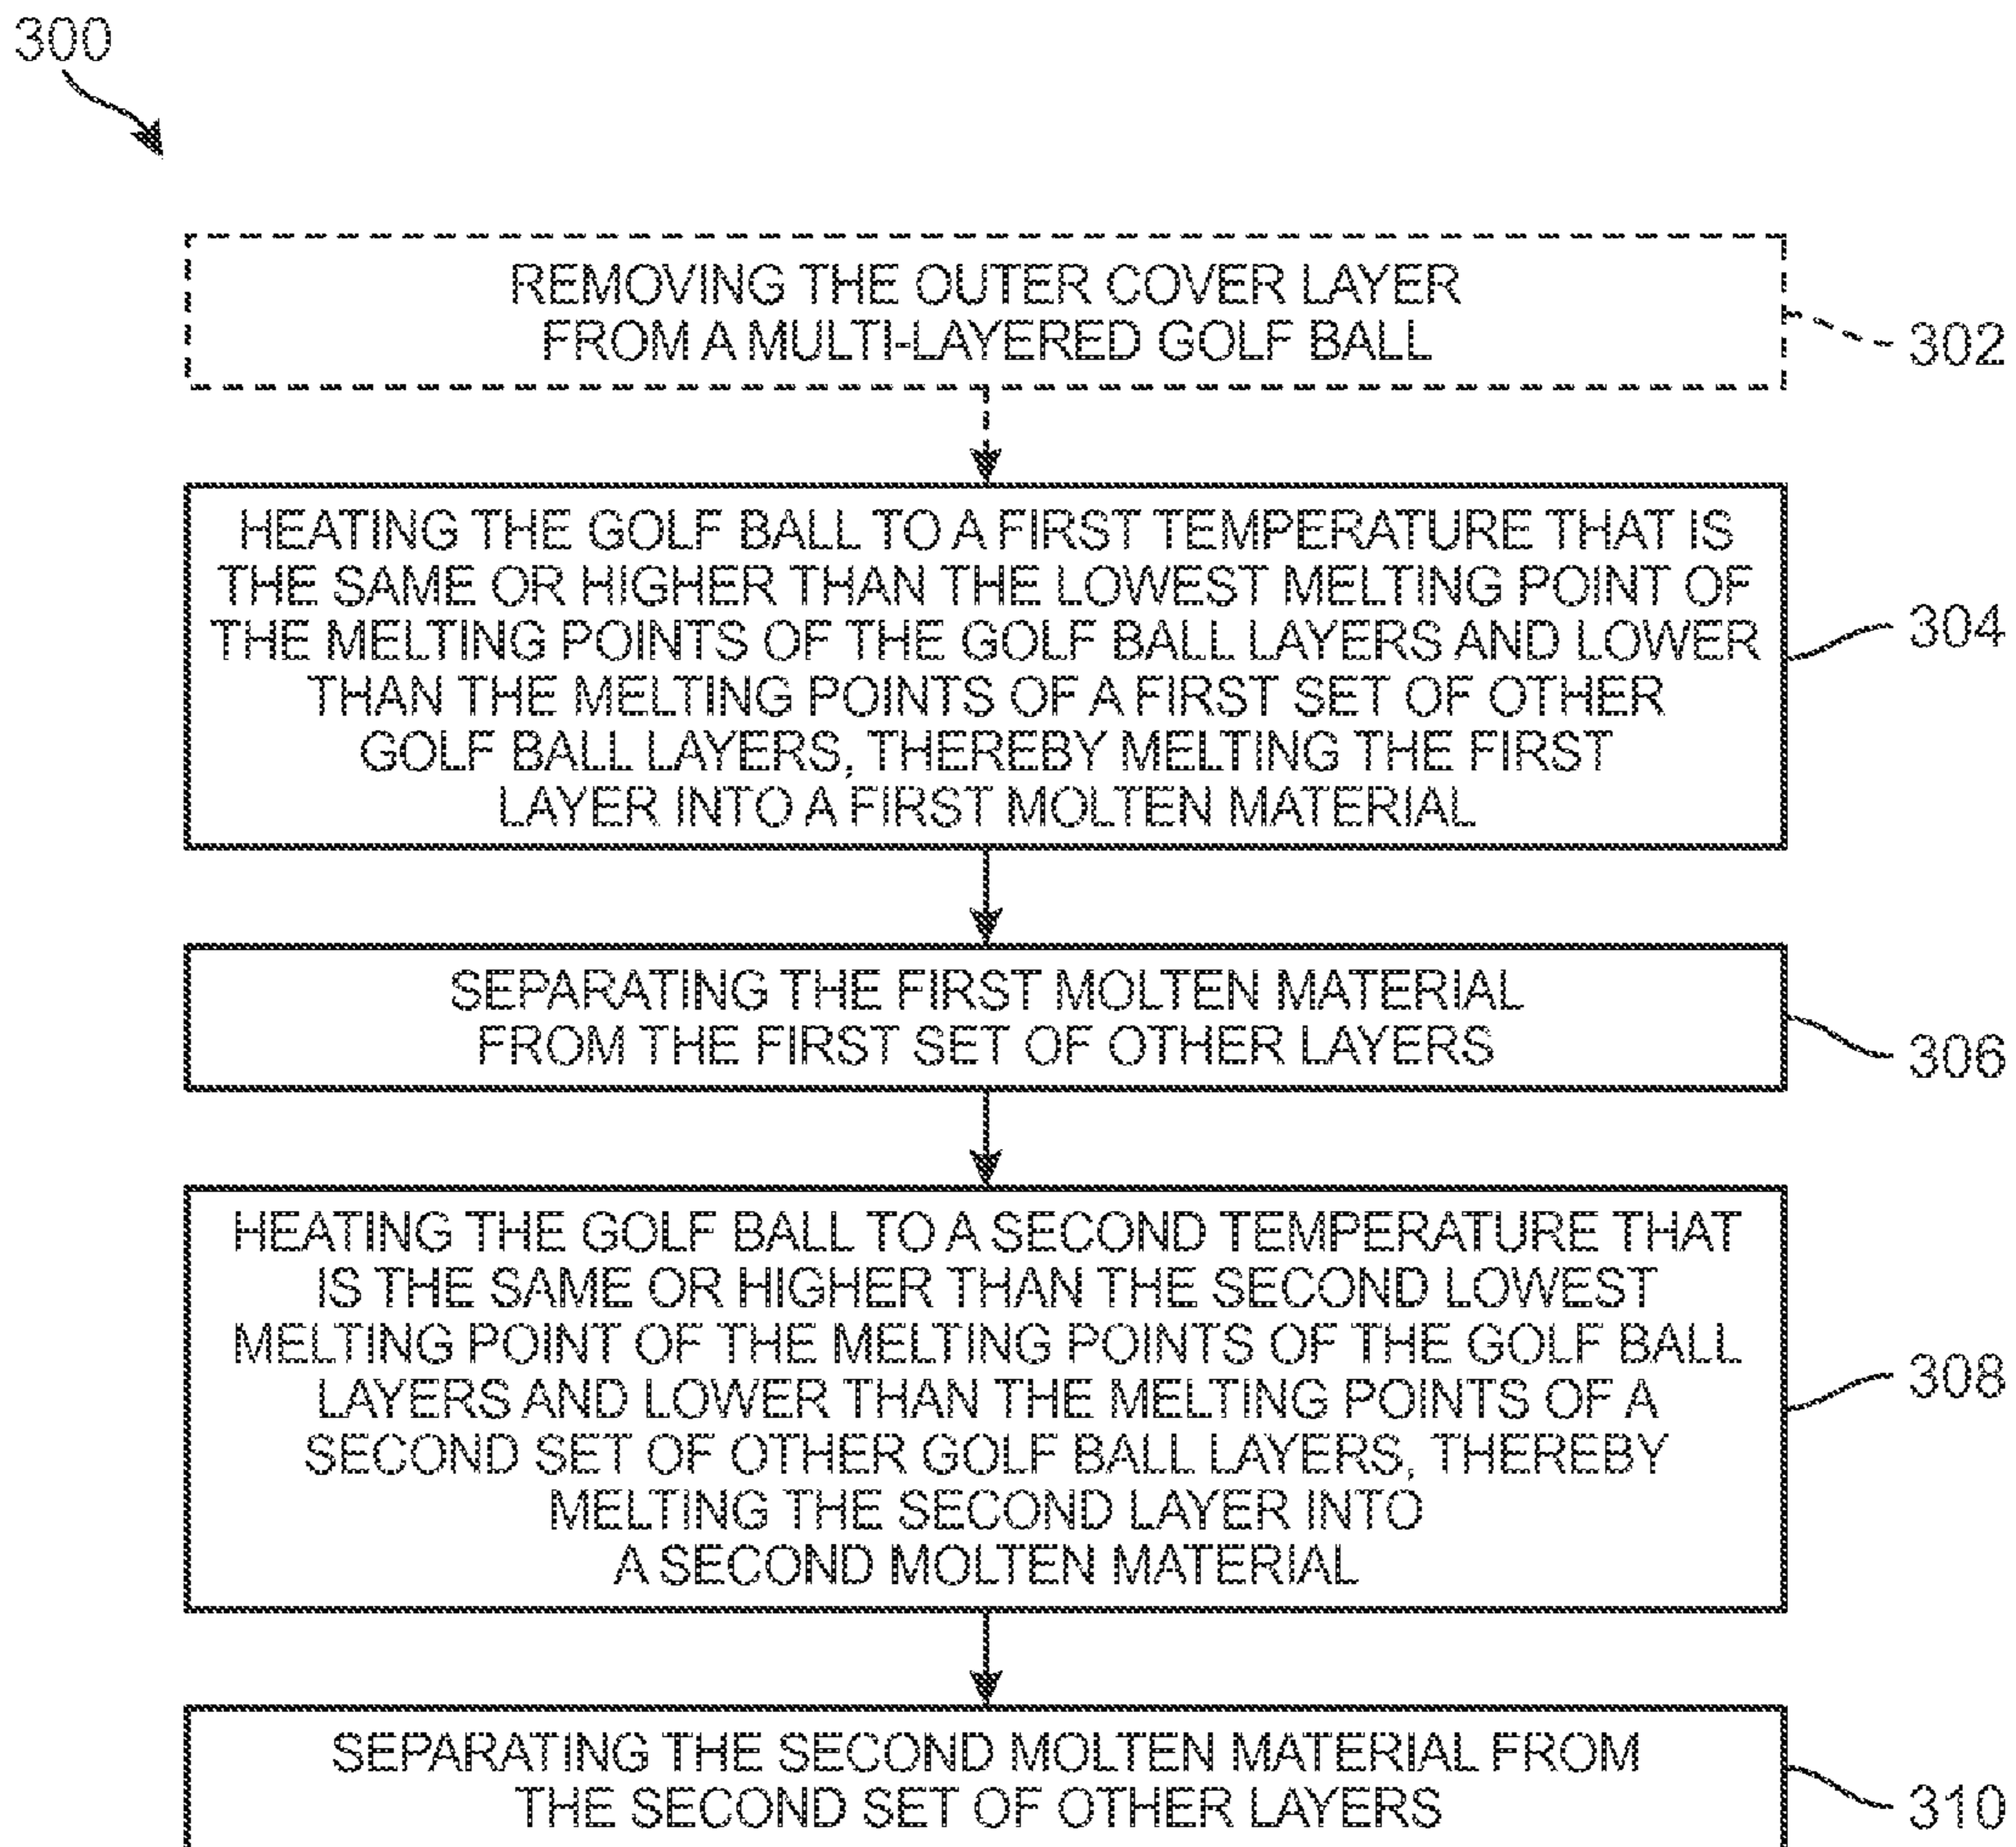 300
REMOVING THE OUTER COVER LAYER
FROM A MULTI-LAYERED GOLF BALL
302
HEATING THE GOLF BALL TO A FIRST TEMPERATURE THAT IS
THE SAME OR HIGHER THAN THE LOWEST MELTING POINT OF
THE MELTING POINTS OF THE GOLF BALL LAYERS AND LOWER
THAN THE MELTING POINTS OF A FIRST SET OF OTHER
GOLF BALL LAYERS, THEREBY MELTING THE FIRST
LAYER INTO A FIRST MOLTEN MATERIAL
304
SEPARATING THE FIRST MOLTEN MATERIAL
FROM THE FIRST SET OF OTHER LAYERS
306
HEATING THE GOLF BALL TO A SECOND TEMPERATURE THAT
IS THE SAME OR HIGHER THAN THE SECOND LOWEST
MELTING POINT OF THE MELTING POINTS OF THE GOLF BALL
LAYERS AND LOWER THAN THE MELTING POINTS OF A
SECOND SET OF OTHER GOLF BALL LAYERS, THEREBY
MELTING THE SECOND LAYER INTO
A SECOND MOLTEN MATERIAL
308
SEPARATING THE SECOND MOLTEN MATERIAL FROM
THE SECOND SET OF OTHER LAYERS
310